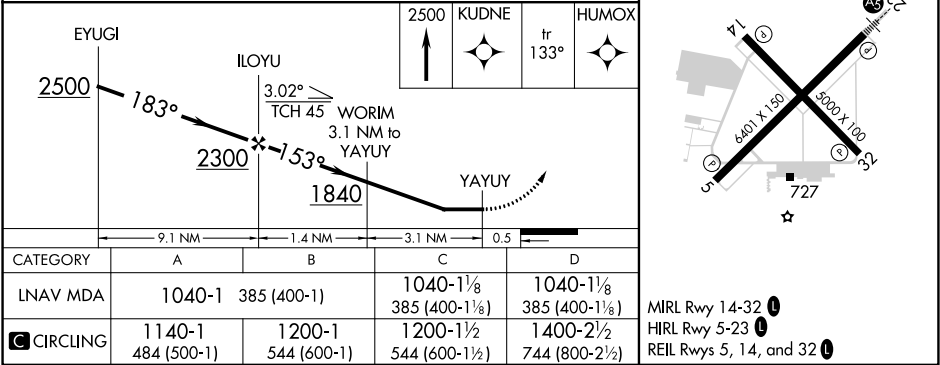 2500 KUDNE tr 133° HUMOX
EYUGI
ILOYU
2500
183°
3.02°
TCH 45
WORIM
3.1 NM to
YAYUY
2300
153°
1840
YAYUY
9.1 NM 1.4 NM 3.1 NM 0.5
CATEGORY A B C D
LNAV MDA 1040-1 385 (400-1) 1040-1⅛ 385 (400-1⅛) 1040-1⅛ 385 (400-1⅛)
C CIRCLING 1140-1 484 (500-1) 1200-1 544 (600-1) 1200-1½ 544 (600-1½) 1400-2½ 744 (800-2½)
A5
14
23
P
P
6401 X 150
5000 X 100
P
P
5
32
727
MIRL Rwy 14-32 L
HIRL Rwy 5-23 L
REIL Rwys 5, 14, and 32 L